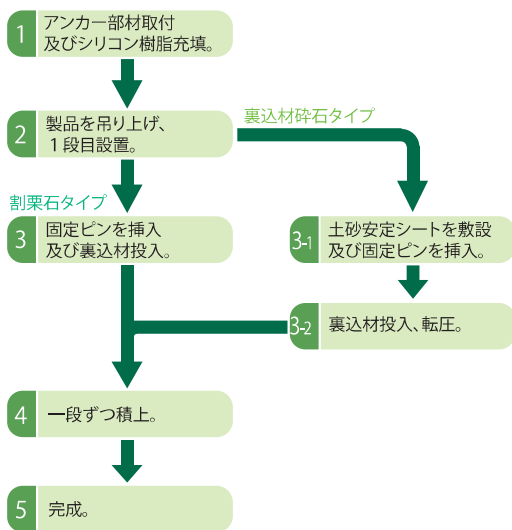 1
アンカー部材取付
及びシリコン樹脂充填。
2
製品を吊り上げ、
１段目設置。
裏込材砕石タイプ
割栗石タイプ
3
固定ピンを挿入
及び裏込材投入。
3-1
土砂安定シートを敷設
及び固定ピンを挿入。
3-2
裏込材投入、転圧。
4
一段ずつ積上。
5
完成。